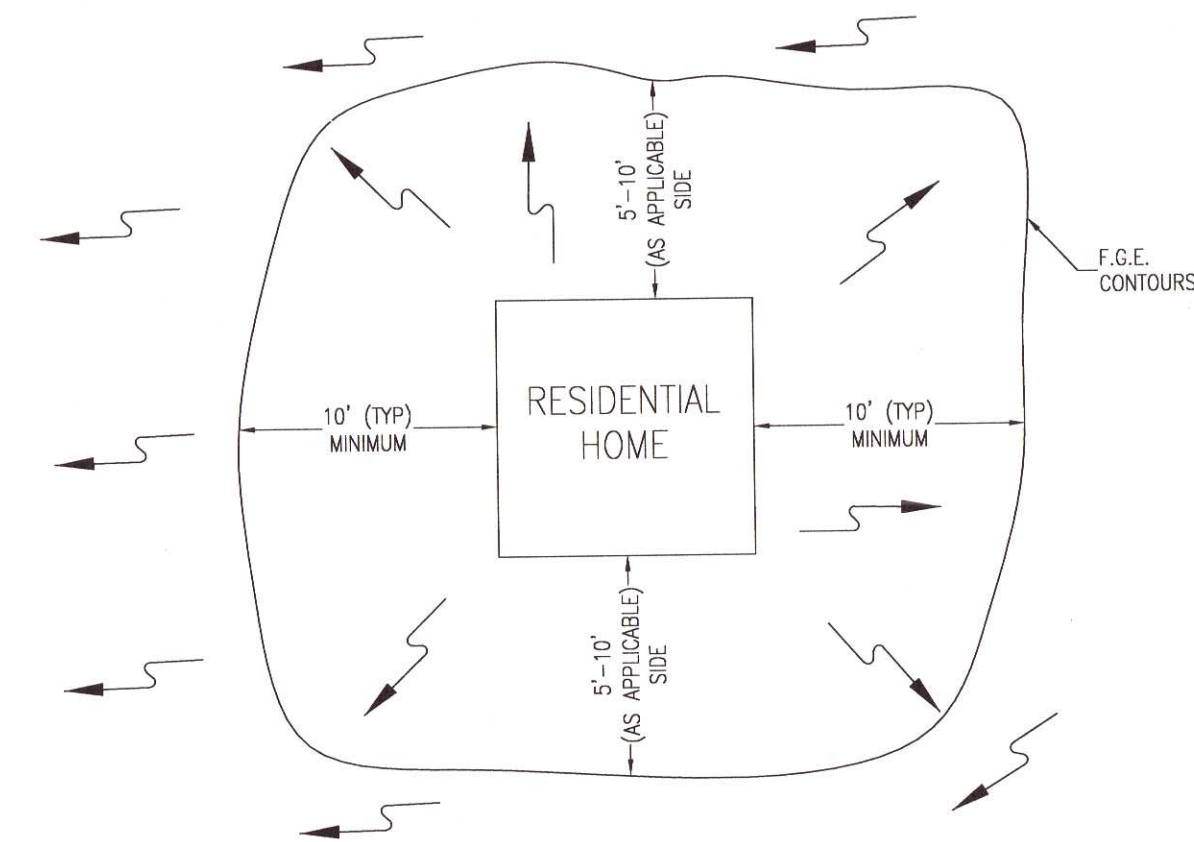 5'-10'
(AS APPLICABLE)
SIDE
F.G.E.
CONTOURS
10' (TYP)
MINIMUM
RESIDENTIAL
HOME
10' (TYP)
MINIMUM
5'-10'
(AS APPLICABLE)
SIDE